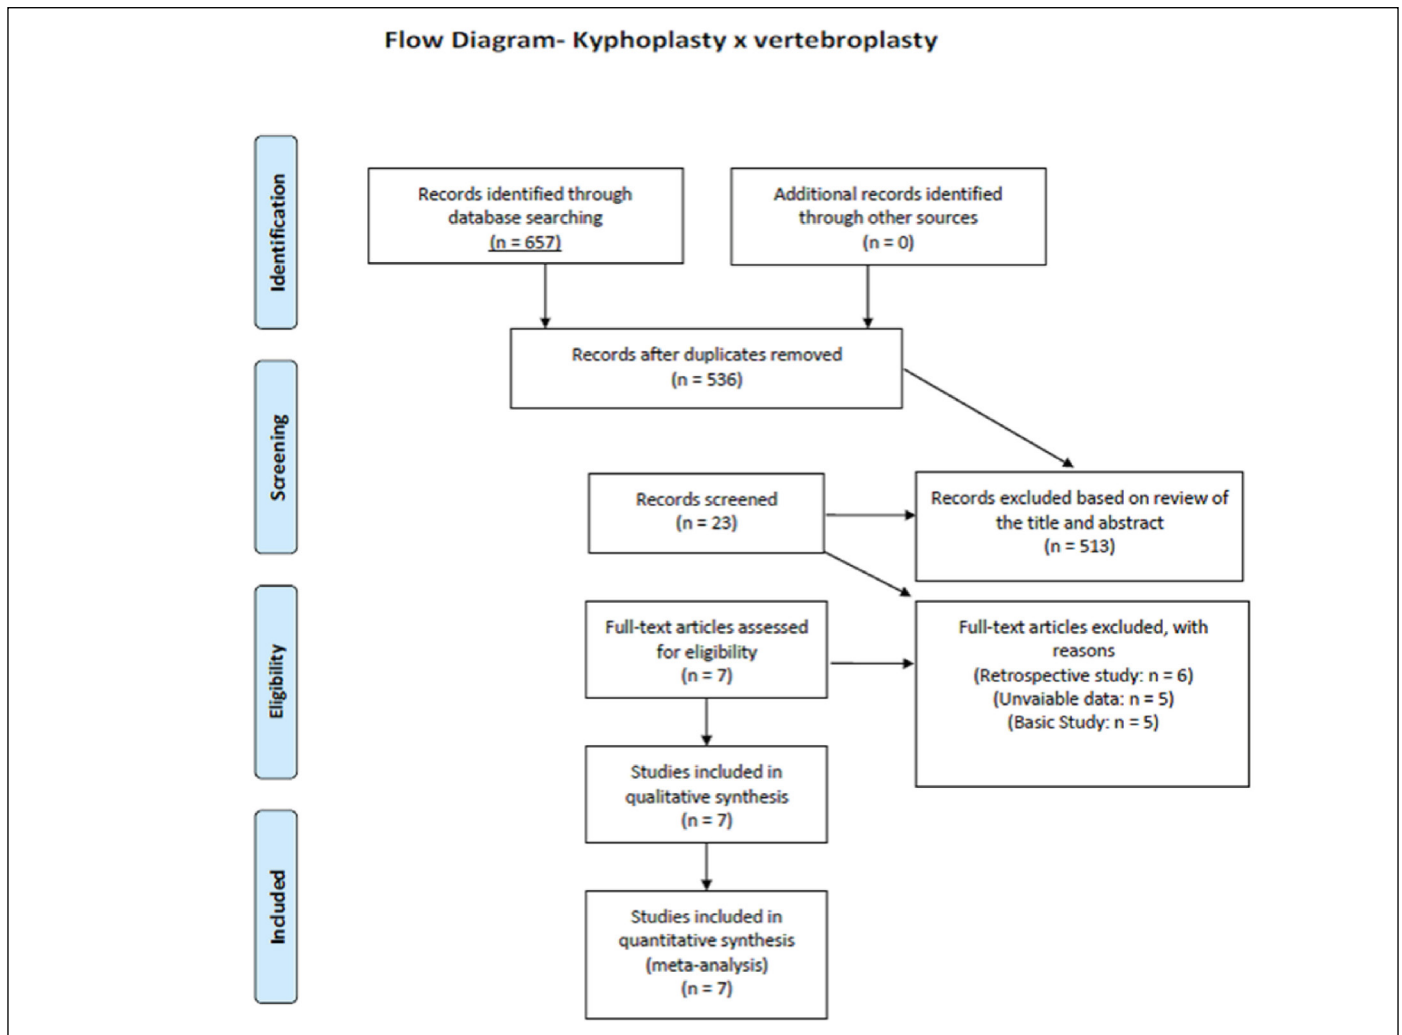 Flow Diagram- Kyphoplasty x vertebroplasty
Identification
Records identified through
database searching
(n = 657)
Additional records identified
through other sources
(n = 0)
Records after duplicates removed
(n = 536)
Screening
Records screened
(n = 23)
Records excluded based on review of
the title and abstract
(n = 513)
Eligibility
Full-text articles assessed
for eligibility
(n = 7)
Full-text articles excluded, with
reasons
(Retrospective study: n = 6)
(Unvaiable data: n = 5)
(Basic Study: n = 5)
Studies included in
qualitative synthesis
(n = 7)
Included
Studies included in
quantitative synthesis
(meta-analysis)
(n = 7)